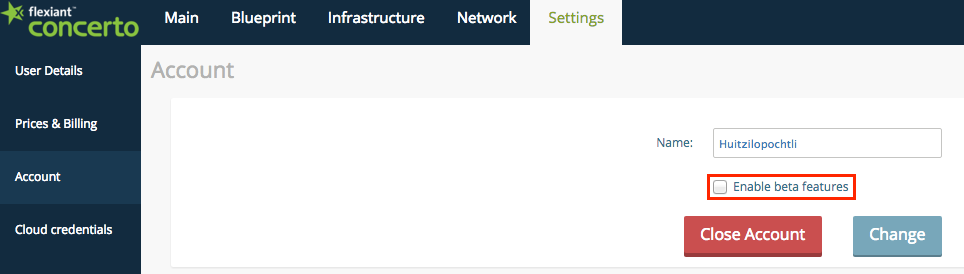 flexiant™
concerto
Main Blueprint Infrastructure Network Settings
User Details
Prices & Billing
Account
Cloud credentials
Account
Name: Huitzilopochtli
Enable beta features
Close Account Change